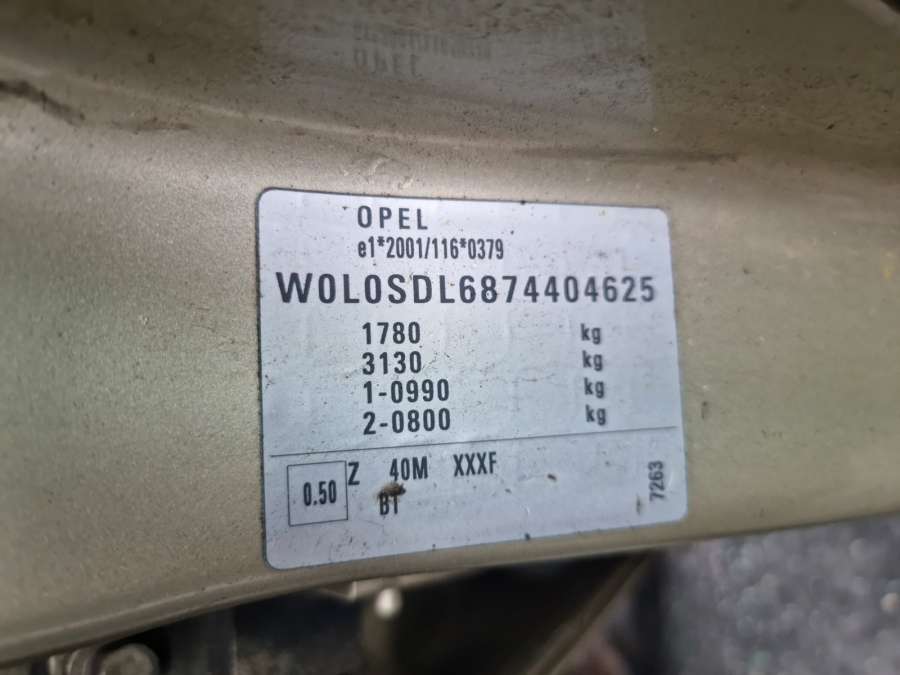 OPEL
e1*2001/116*0379
W0L0SDL6874404625
1780 kg
3130 kg
1-0990 kg
2-0800 kg
0.50 Z 40M XXXF
B1
7263